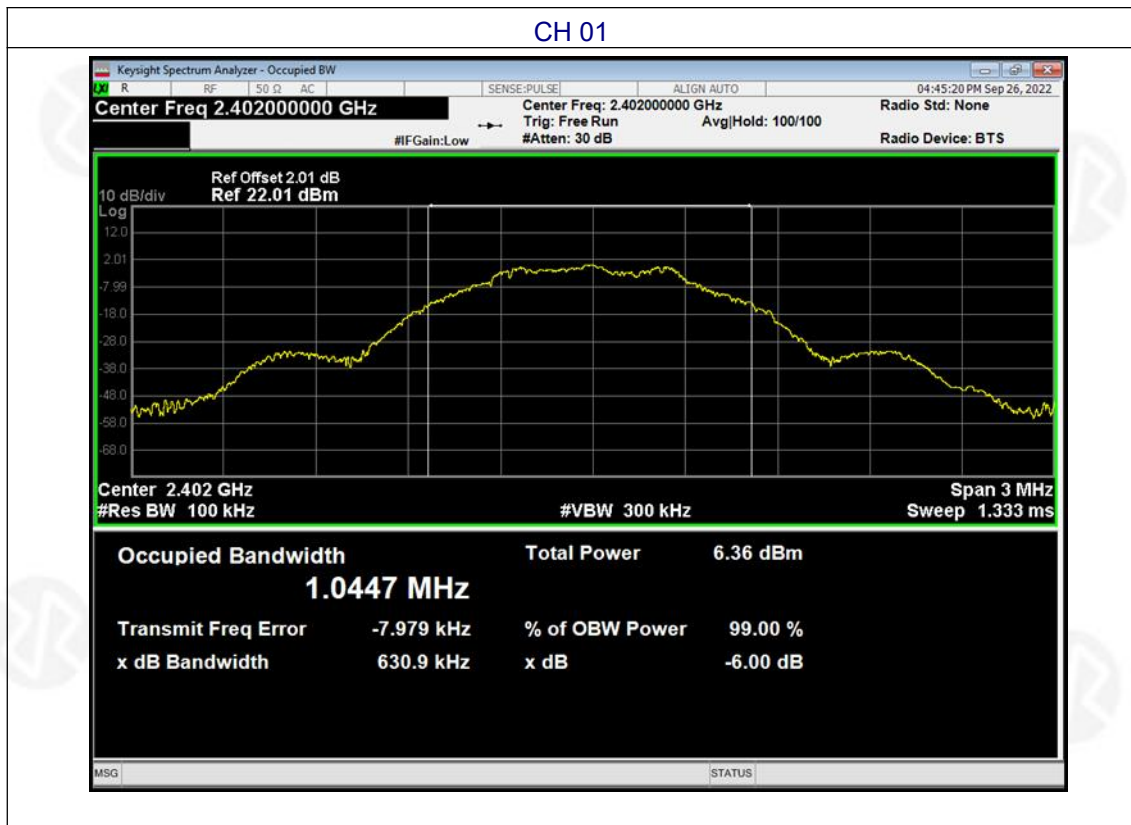 CH 01
Keysight Spectrum Analyzer - Occupied BW
LXI R RF 50 Ω AC SENSE:PULSE ALIGN AUTO 04:45:20 PM Sep 26, 2022
Center Freq 2.402000000 GHz
Center Freq: 2.402000000 GHz
Radio Std: None
Trig: Free Run
Avg|Hold: 100/100
#IFGain:Low
#Atten: 30 dB
Radio Device: BTS
Ref Offset 2.01 dB
10 dB/div
Ref 22.01 dBm
Log
12.0
2.01
-7.99
-18.0
-28.0
-38.0
-48.0
-58.0
-68.0
Center 2.402 GHz
Span 3 MHz
#Res BW 100 kHz
#VBW 300 kHz
Sweep 1.333 ms
Occupied Bandwidth
Total Power 6.36 dBm
1.0447 MHz
Transmit Freq Error -7.979 kHz
% of OBW Power 99.00 %
x dB Bandwidth 630.9 kHz
x dB -6.00 dB
MSG
STATUS